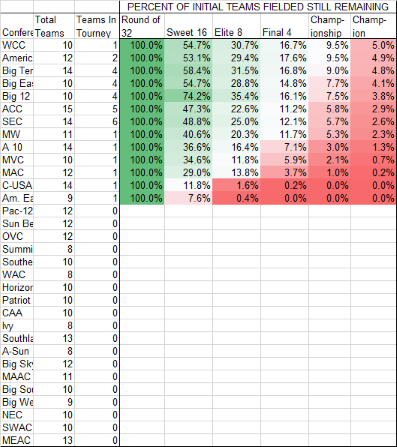 PERCENT OF INITIAL TEAMS FIELDED STILL REMAINING
Total Teams In Round of Champ- Champ-
Confere Teams Tourney 32 Sweet 16 Elite 8 Final 4 ionship ion
WCC 10 1 100.0% 54.7% 30.7% 16.7% 9.5% 5.0%
Americ 12 2 100.0% 53.1% 29.4% 17.6% 9.5% 4.9%
Big Ter 14 4 100.0% 58.4% 31.5% 16.8% 9.0% 4.8%
Big Eas 10 4 100.0% 54.7% 28.8% 14.8% 7.7% 4.1%
Big 12 10 4 100.0% 74.2% 35.4% 16.1% 7.5% 3.8%
ACC 15 5 100.0% 47.3% 22.6% 11.2% 5.8% 2.9%
SEC 14 6 100.0% 48.8% 25.0% 12.1% 5.7% 2.6%
MW 11 1 100.0% 40.6% 20.3% 11.7% 5.3% 2.3%
A 10 14 1 100.0% 36.6% 16.4% 7.1% 3.0% 1.3%
MVC 10 1 100.0% 34.6% 11.8% 5.9% 2.1% 0.7%
MAC 12 1 100.0% 29.0% 13.8% 3.7% 1.0% 0.2%
C-USA 14 1 100.0% 11.8% 1.6% 0.2% 0.0% 0.0%
Am. Ea 9 1 100.0% 7.6% 0.4% 0.0% 0.0% 0.0%
Pac-12 12 0
Sun Be 12 0
OVC 12 0
Summi 8 0
Southe 10 0
WAC 8 0
Horizor 10 0
Patriot 10 0
CAA 10 0
Ivy 8 0
Southla 13 0
A-Sun 8 0
Big Sky 12 0
MAAC 11 0
Big Sou 10 0
Big We 9 0
NEC 10 0
SWAC 10 0
MEAC 13 0